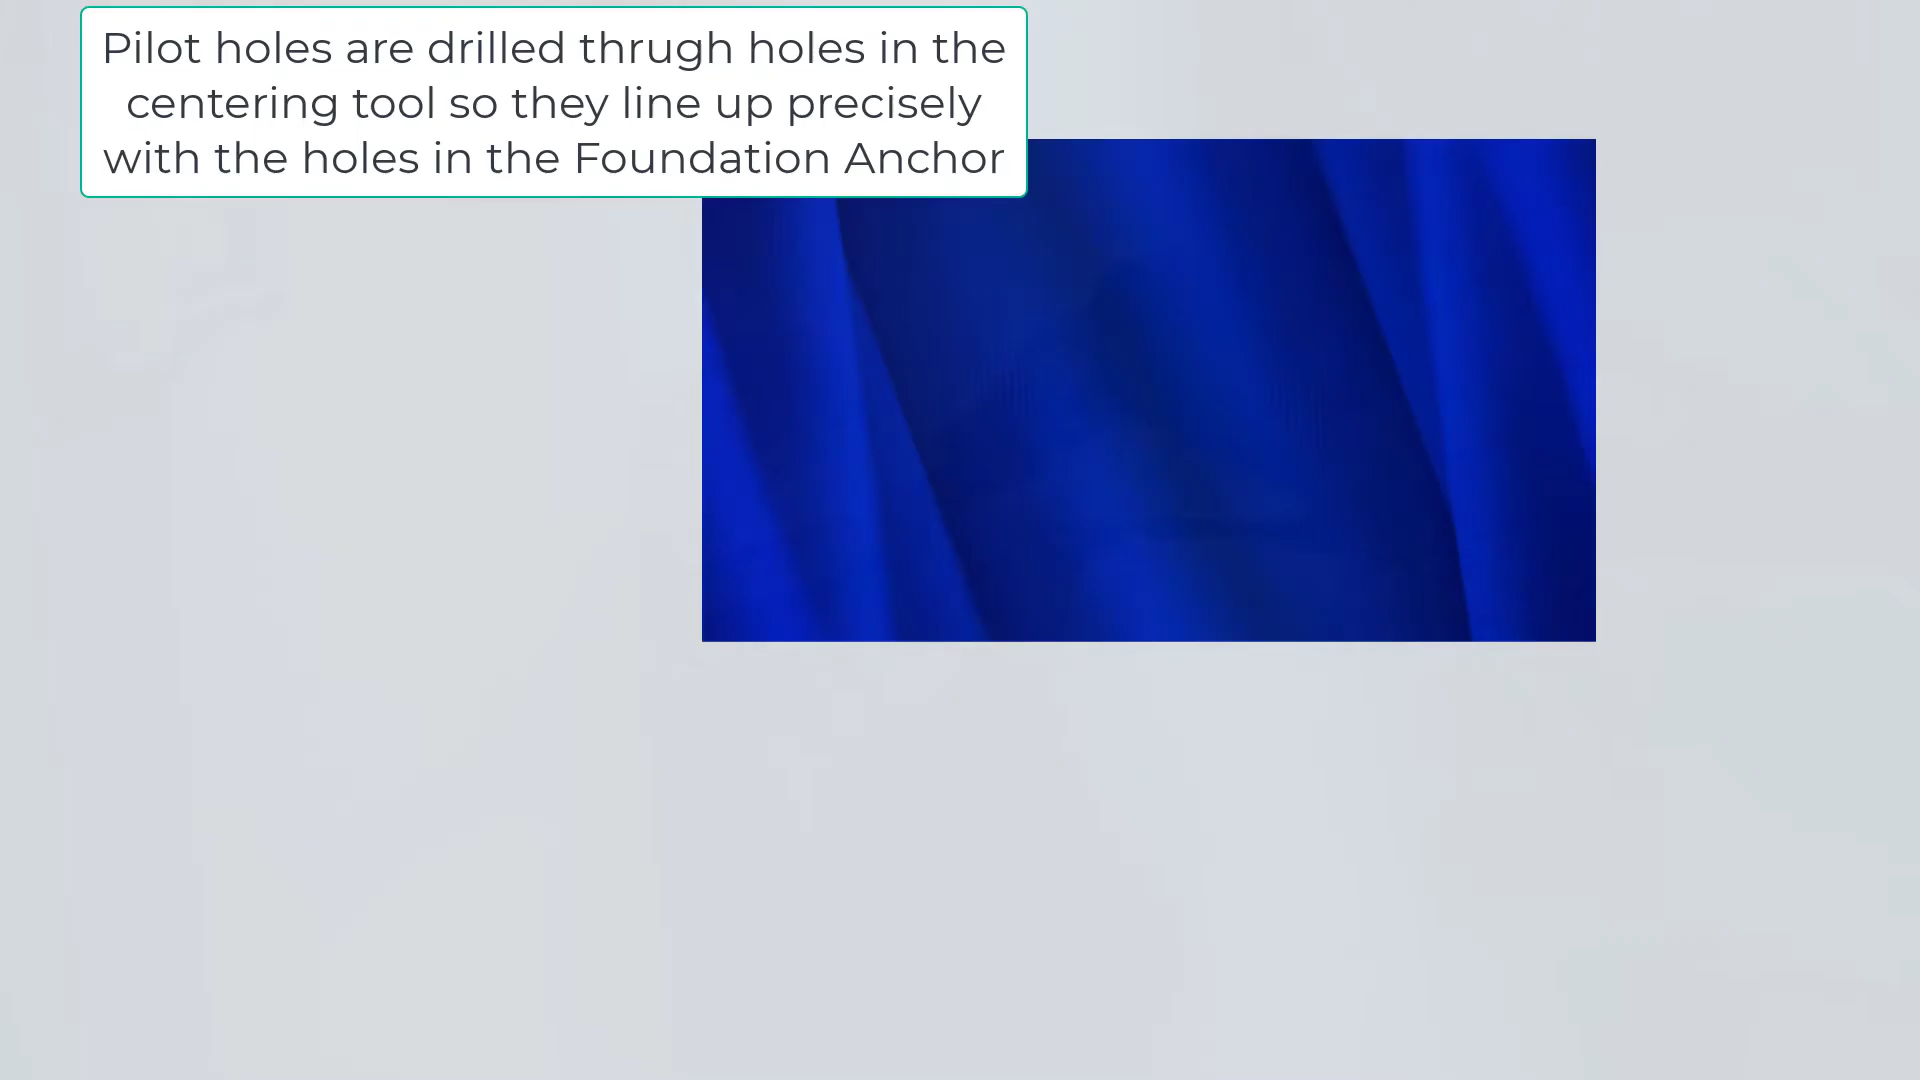 Pilot holes are drilled thrugh holes in the
centering tool so they line up precisely
with the holes in the Foundation Anchor